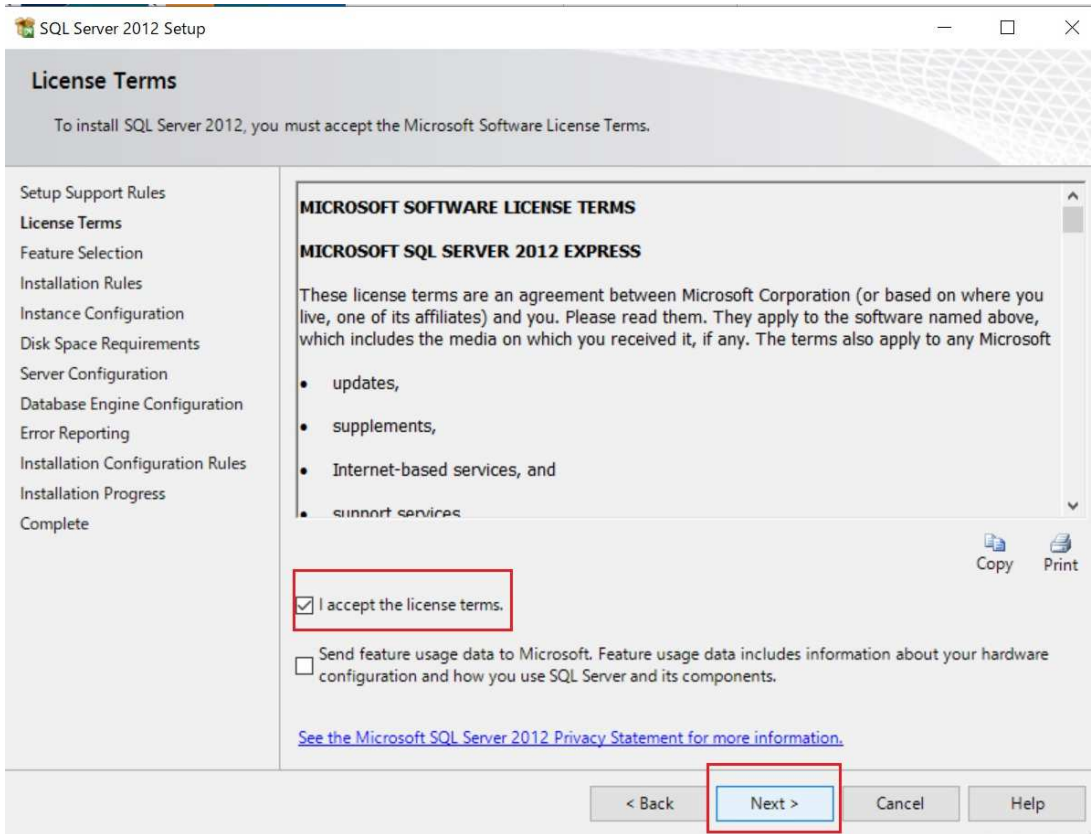 SQL Server 2012 Setup
License Terms
To install SQL Server 2012, you must accept the Microsoft Software License Terms.
Setup Support Rules
License Terms
Feature Selection
Installation Rules
Instance Configuration
Disk Space Requirements
Server Configuration
Database Engine Configuration
Error Reporting
Installation Configuration Rules
Installation Progress
Complete
MICROSOFT SOFTWARE LICENSE TERMS
MICROSOFT SQL SERVER 2012 EXPRESS
These license terms are an agreement between Microsoft Corporation (or based on where you
live, one of its affiliates) and you. Please read them. They apply to the software named above,
which includes the media on which you received it, if any. The terms also apply to any Microsoft
• updates,
• supplements,
• Internet-based services, and
• support services
Copy Print
I accept the license terms.
Send feature usage data to Microsoft. Feature usage data includes information about your hardware
configuration and how you use SQL Server and its components.
See the Microsoft SQL Server 2012 Privacy Statement for more information.
< Back Next > Cancel Help